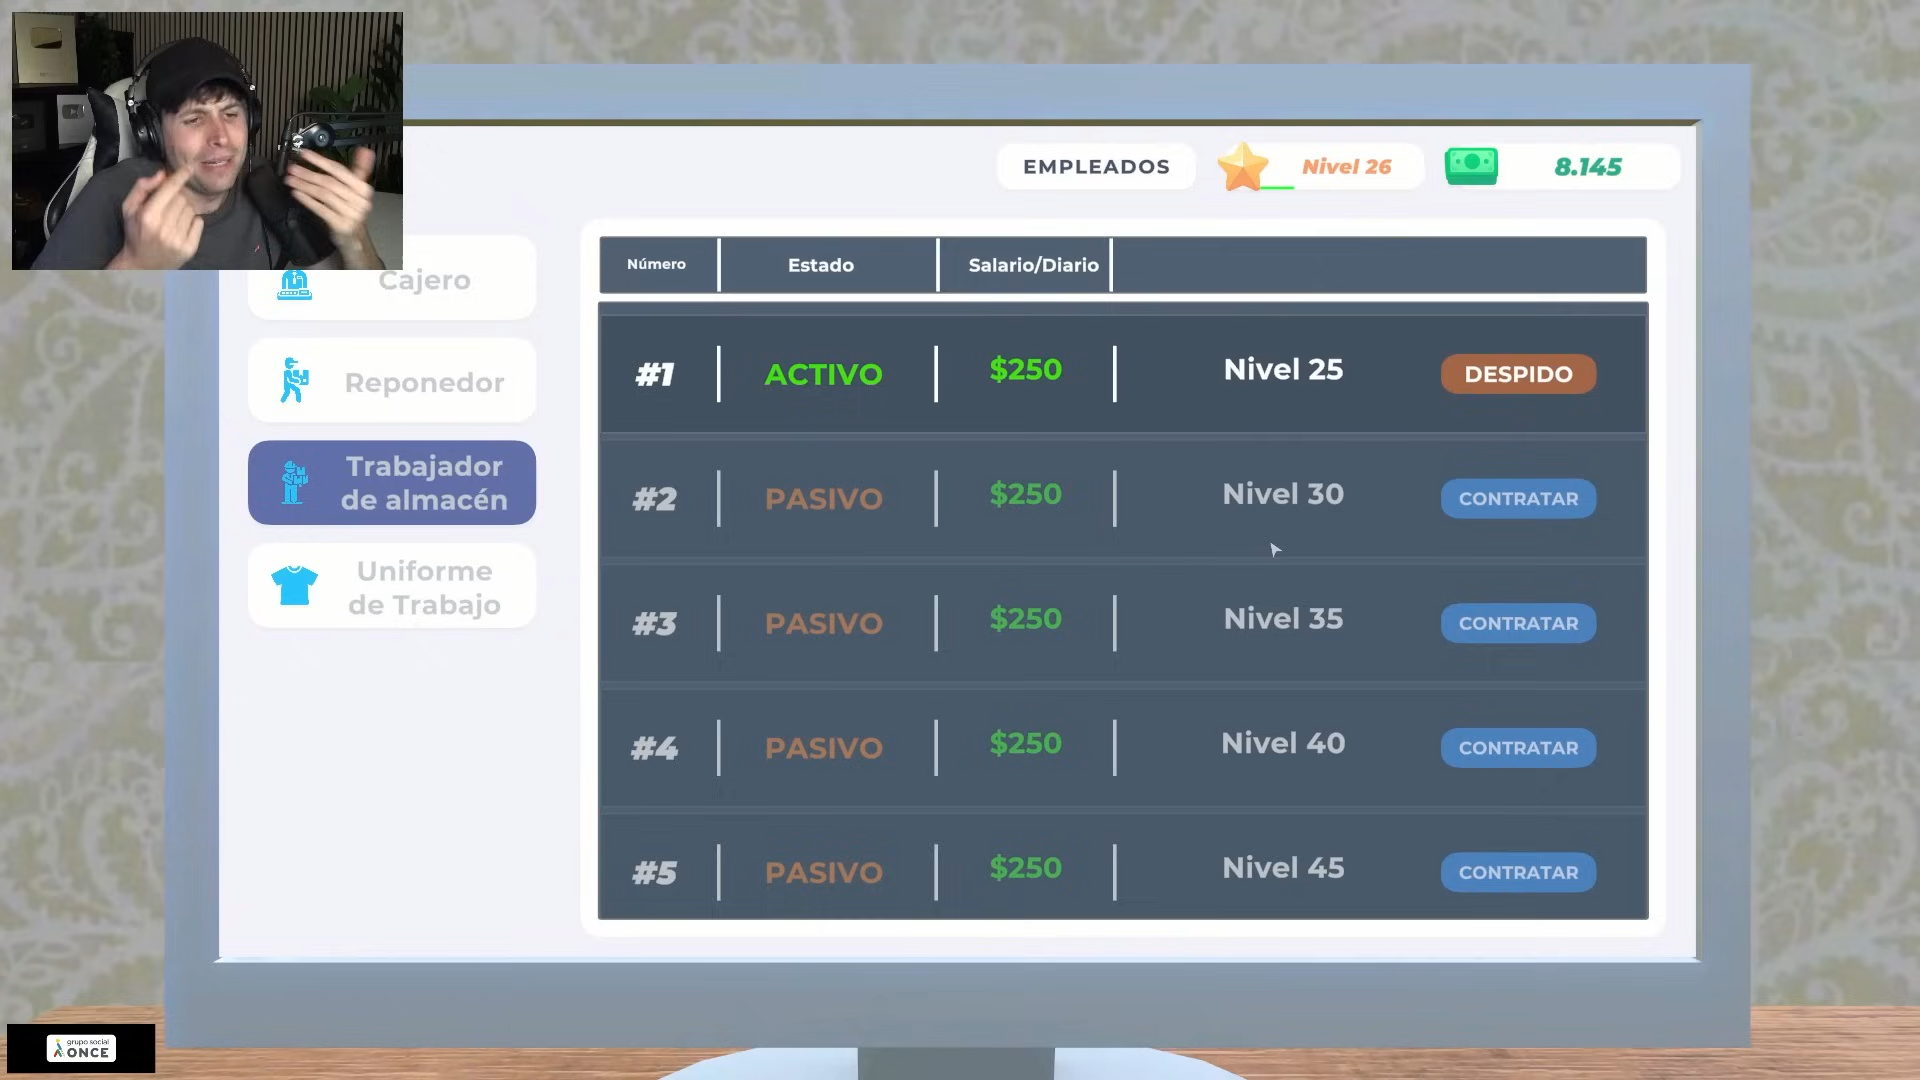 EMPLEADOS
Nivel 26
8.145
Cajero
Reponedor
Trabajador
de almacén
Uniforme
de Trabajo
Número
Estado
Salario/Diario
#1
ACTIVO
$250
Nivel 25
DESPIDO
#2
PASIVO
$250
Nivel 30
CONTRATAR
#3
PASIVO
$250
Nivel 35
CONTRATAR
#4
PASIVO
$250
Nivel 40
CONTRATAR
#5
PASIVO
$250
Nivel 45
CONTRATAR
grupo social
ONCE